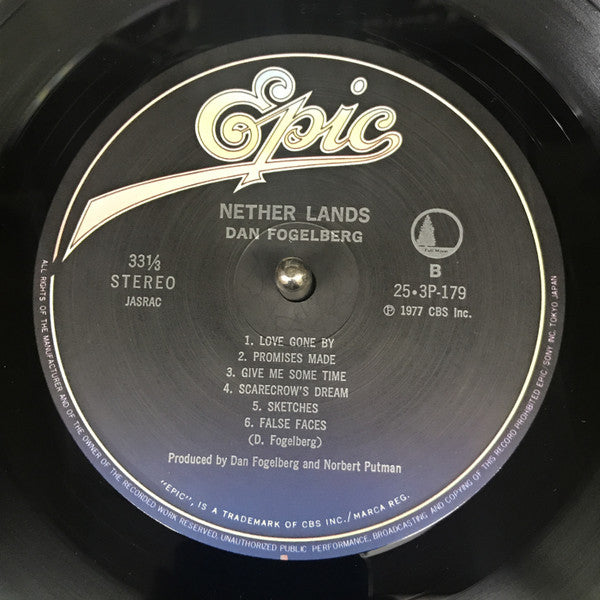 Epic
NETHER LANDS
DAN FOGELBERG
Full Moon
33⅓
STEREO
JASRAC
B
25•3P-179
℗ 1977 CBS Inc.
1. LOVE GONE BY
2. PROMISES MADE
3. GIVE ME SOME TIME
4. SCARECROW'S DREAM
5. SKETCHES
6. FALSE FACES
(D. Fogelberg)
Produced by Dan Fogelberg and Norbert Putman
"EPIC", IS A TRADEMARK OF CBS INC./MARCA REG.
ALL RIGHTS OF THE MANUFACTURER AND OF THE OWNER OF THE RECORDED WORK RESERVED, UNAUTHORIZED PUBLIC PERFORMANCE, BROADCASTING AND COPYING OF THIS RECORD PROHIBITED EPIC SONY INC. TOKYO JAPAN